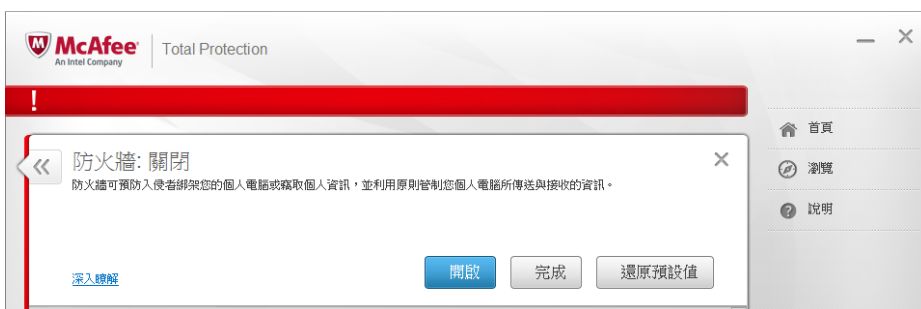 McAfee
An Intel Company
Total Protection
!
首頁
防火牆: 關閉
防火牆可預防入侵者綁架您的個人電腦或竊取個人資訊，並利用原則管制您個人電腦所傳送與接收的資訊。
瀏覽
說明
深入瞭解
開啟
完成
還原預設值